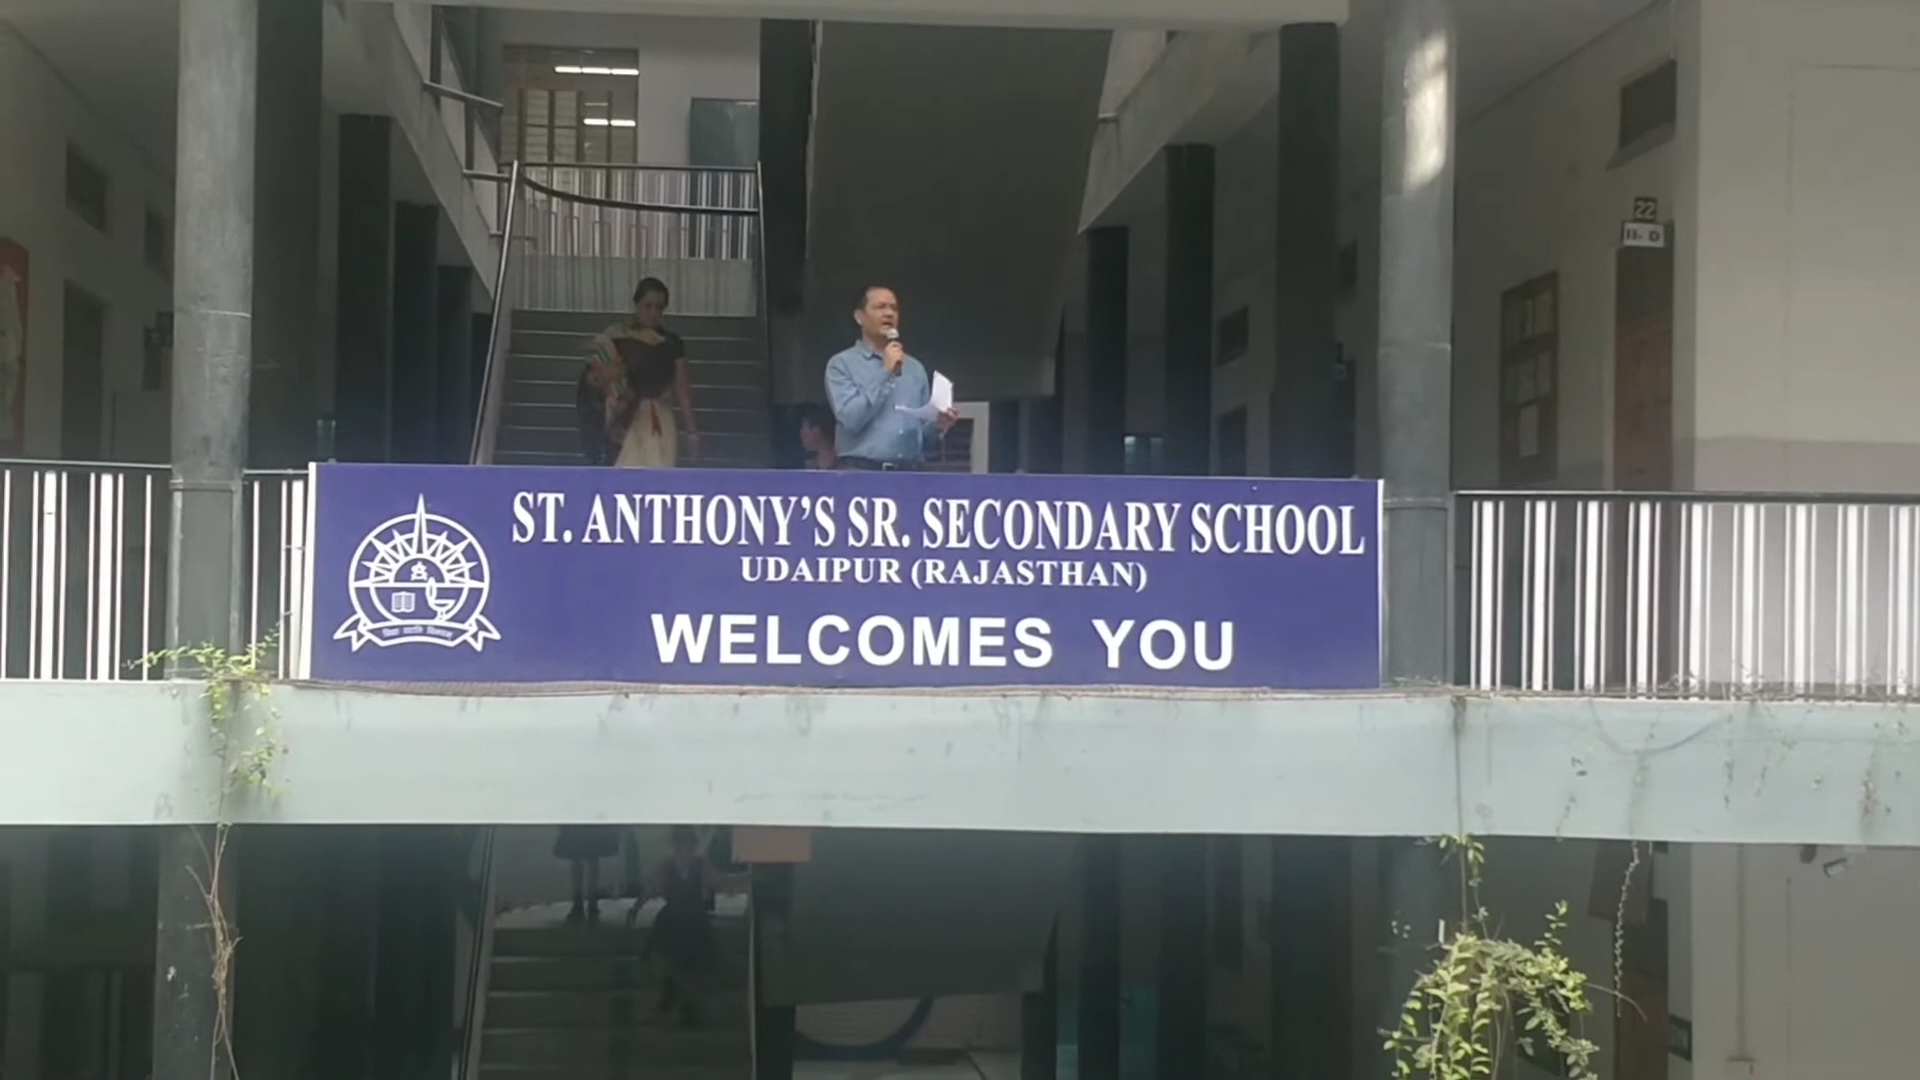 22
II-D
ST. ANTHONY'S SR. SECONDARY SCHOOL
UDAIPUR (RAJASTHAN)
WELCOMES YOU